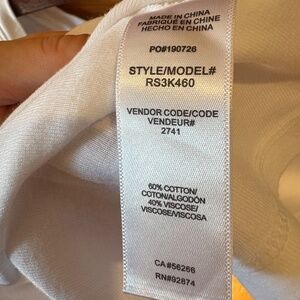 MADE IN CHINA
FABRIQUÉ EN CHINE
HECHO EN CHINA
PO#190726
STYLE/MODEL#
RS3K460
VENDOR CODE/CODE
VENDEUR#
2741
60% COTTON/
COTON/ALGODÓN
40% VISCOSE/
VISCOSE/VISCOSA
CA#56266
RN#92874